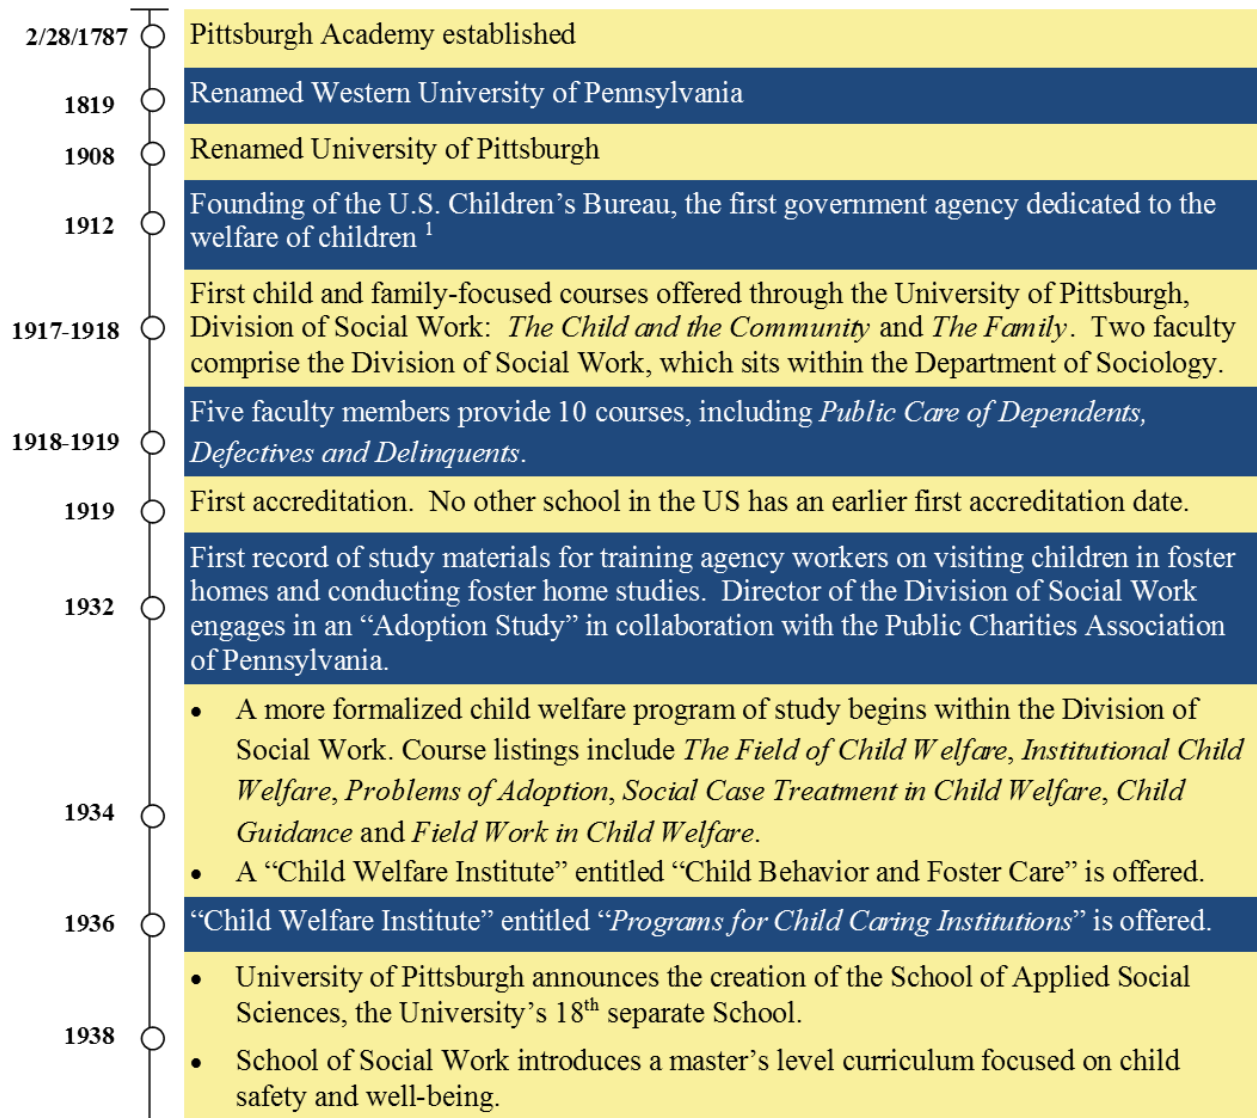 2/28/1787
Pittsburgh Academy established
1819
Renamed Western University of Pennsylvania
1908
Renamed University of Pittsburgh
1912
Founding of the U.S. Children’s Bureau, the first government agency dedicated to the
welfare of children 1
1917-1918
First child and family-focused courses offered through the University of Pittsburgh,
Division of Social Work:  The Child and the Community and The Family.  Two faculty
comprise the Division of Social Work, which sits within the Department of Sociology.
1918-1919
Five faculty members provide 10 courses, including Public Care of Dependents,
Defectives and Delinquents.
1919
First accreditation.  No other school in the US has an earlier first accreditation date.
1932
First record of study materials for training agency workers on visiting children in foster
homes and conducting foster home studies.  Director of the Division of Social Work
engages in an “Adoption Study” in collaboration with the Public Charities Association
of Pennsylvania.
1934
• A more formalized child welfare program of study begins within the Division of
Social Work. Course listings include The Field of Child Welfare, Institutional Child
Welfare, Problems of Adoption, Social Case Treatment in Child Welfare, Child
Guidance and Field Work in Child Welfare.
• A “Child Welfare Institute” entitled “Child Behavior and Foster Care” is offered.
1936
“Child Welfare Institute” entitled “Programs for Child Caring Institutions” is offered.
1938
• University of Pittsburgh announces the creation of the School of Applied Social
Sciences, the University’s 18th separate School.
• School of Social Work introduces a master’s level curriculum focused on child
safety and well-being.